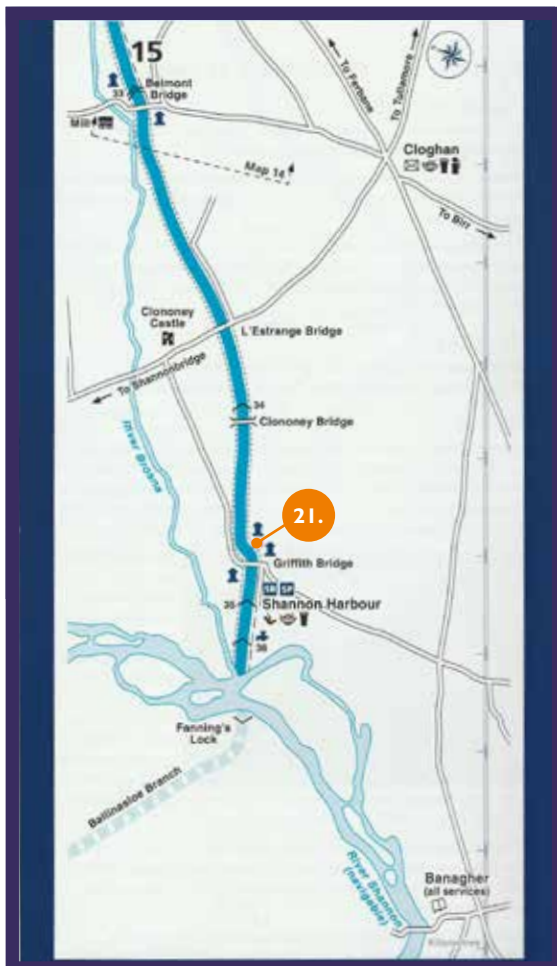 15
33
Belmont
Bridge
Mill
Map 14
To Ferbane
To Tullamore
Cloghan
To Birr
Clononey
Castle
L'Estrange Bridge
To Shannonbridge
34
Clononey Bridge
River Brosna
21.
Griffith Bridge
SR SP
35
Shannon Harbour
36
Fanning's
Lock
Ballinasloe Branch
River Shannon
(navigable)
Banagher
(all services)